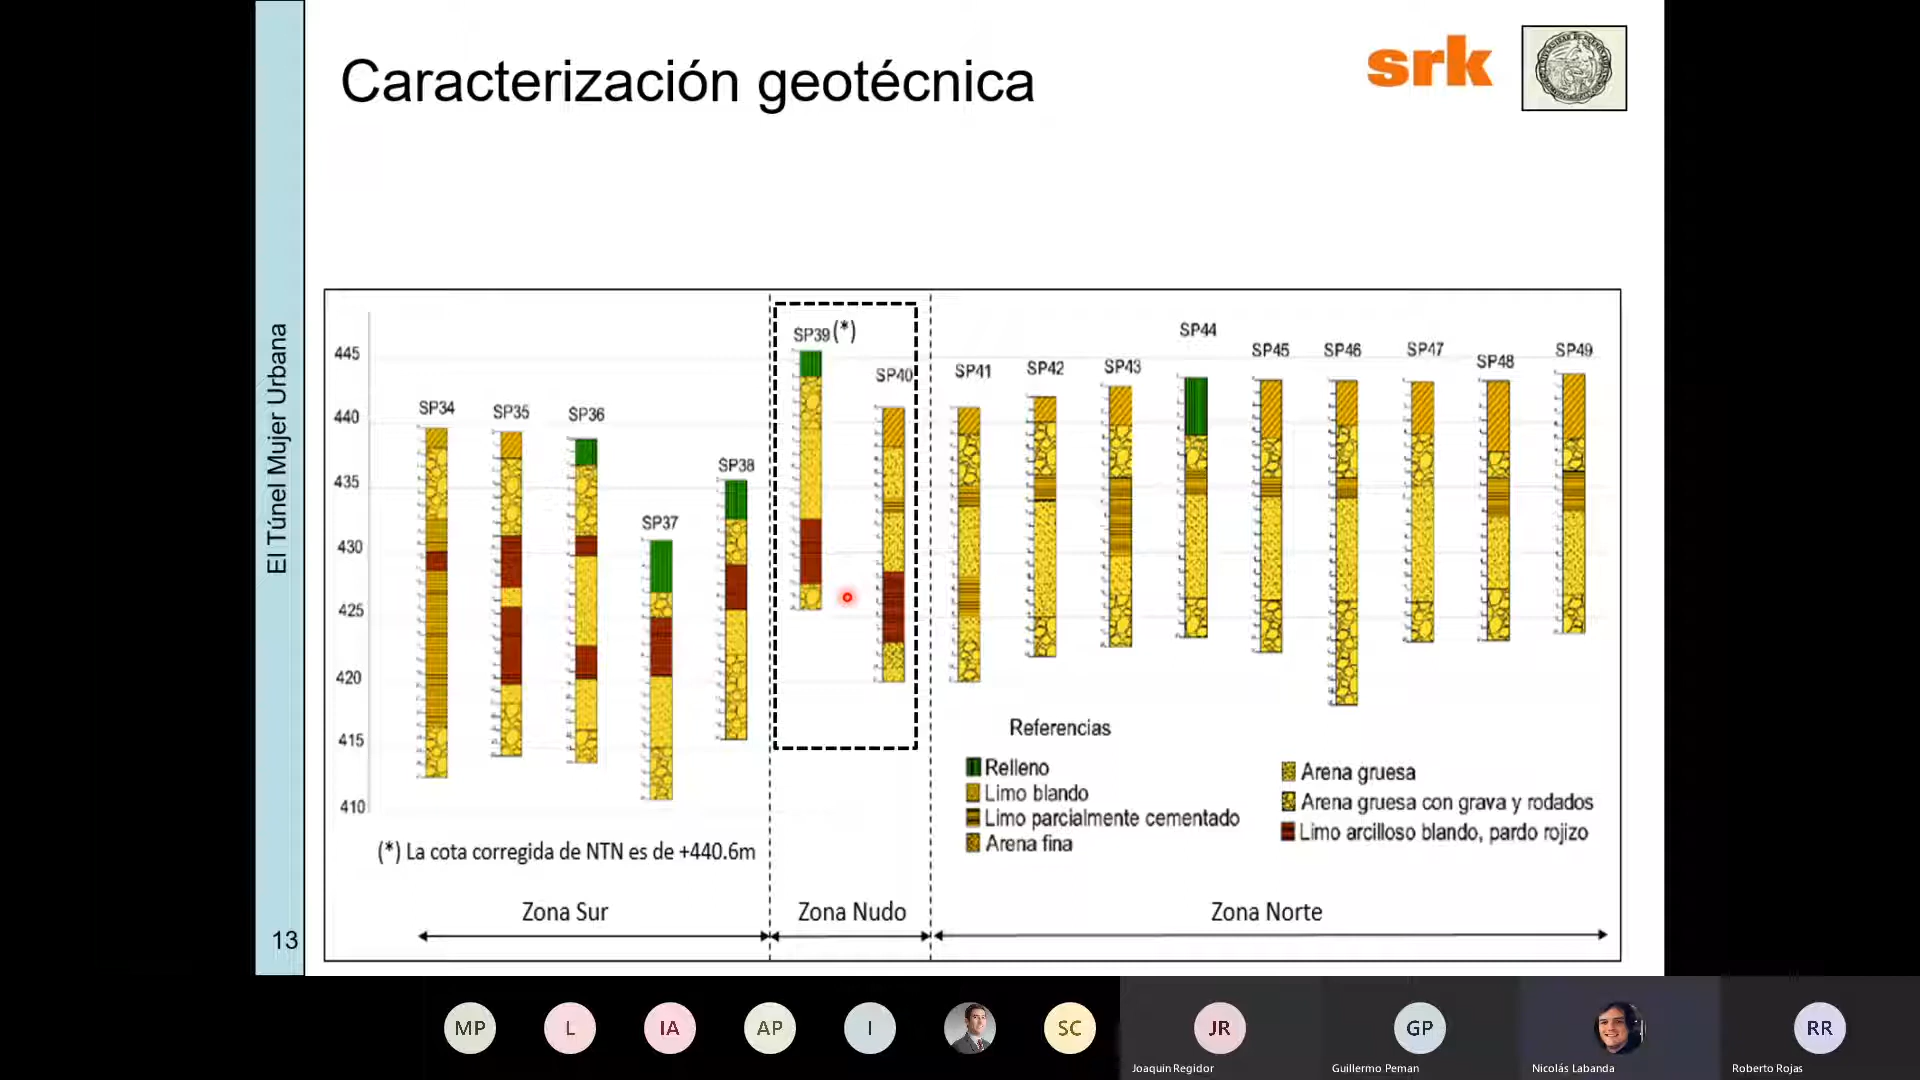 Caracterización geotécnica
srk
El Túnel Mujer Urbana
13
445
440
435
430
425
420
415
410
SP34
SP35
SP36
SP37
SP38
SP39(*)
SP40
SP41
SP42
SP43
SP44
SP45
SP46
SP47
SP48
SP49
Referencias
Relleno
Limo blando
Limo parcialmente cementado
Arena fina
Arena gruesa
Arena gruesa con grava y rodados
Limo arcilloso blando, pardo rojizo
(*) La cota corregida de NTN es de +440.6m
Zona Sur
Zona Nudo
Zona Norte
MP
L
IA
AP
I
SC
JR
GP
RR
Joaquin Regidor
Guillermo Peman
Nicolás Labanda
Roberto Rojas